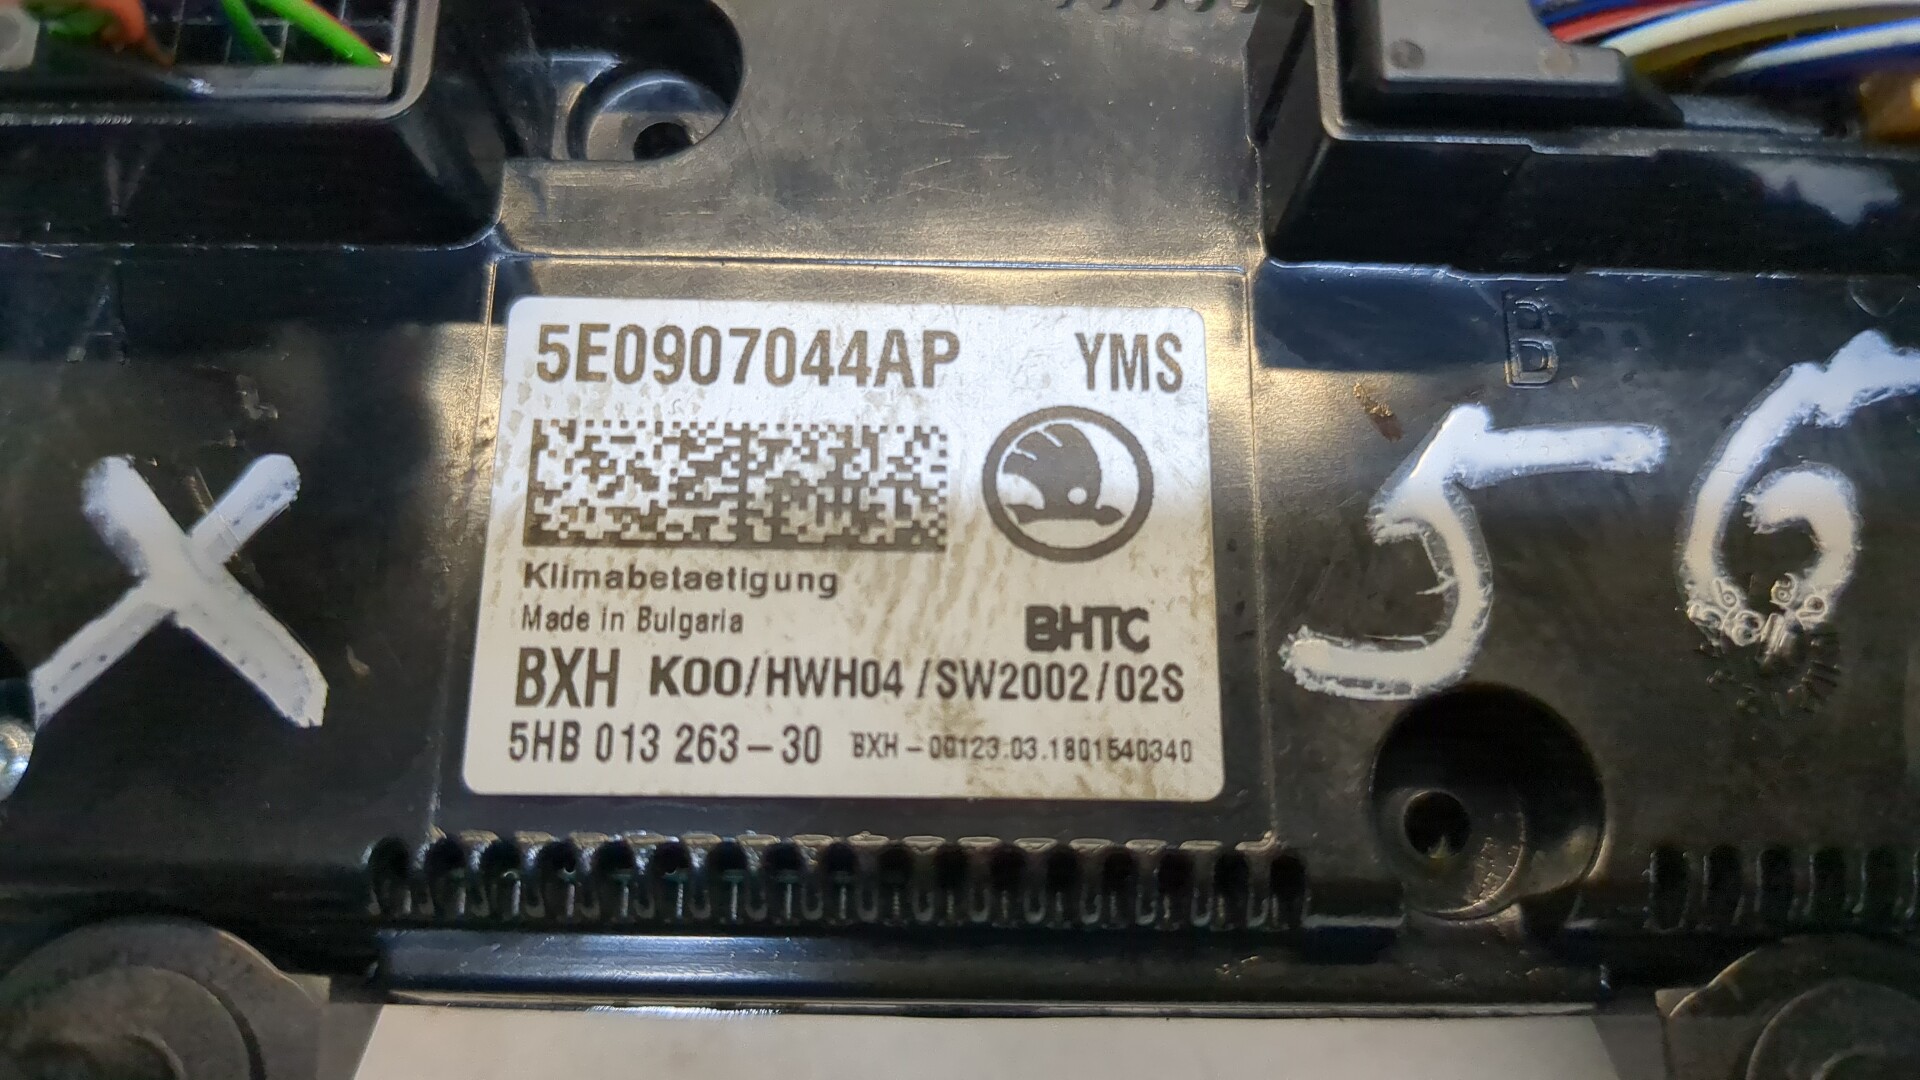 5E0907044AP YMS
Klimabetaetigung
Made in Bulgaria
BHTC
BXH K00/HWH04 /SW2002/02S
5HB 013 263-30 BXH-00123.03.1801540340
A
B
X
56